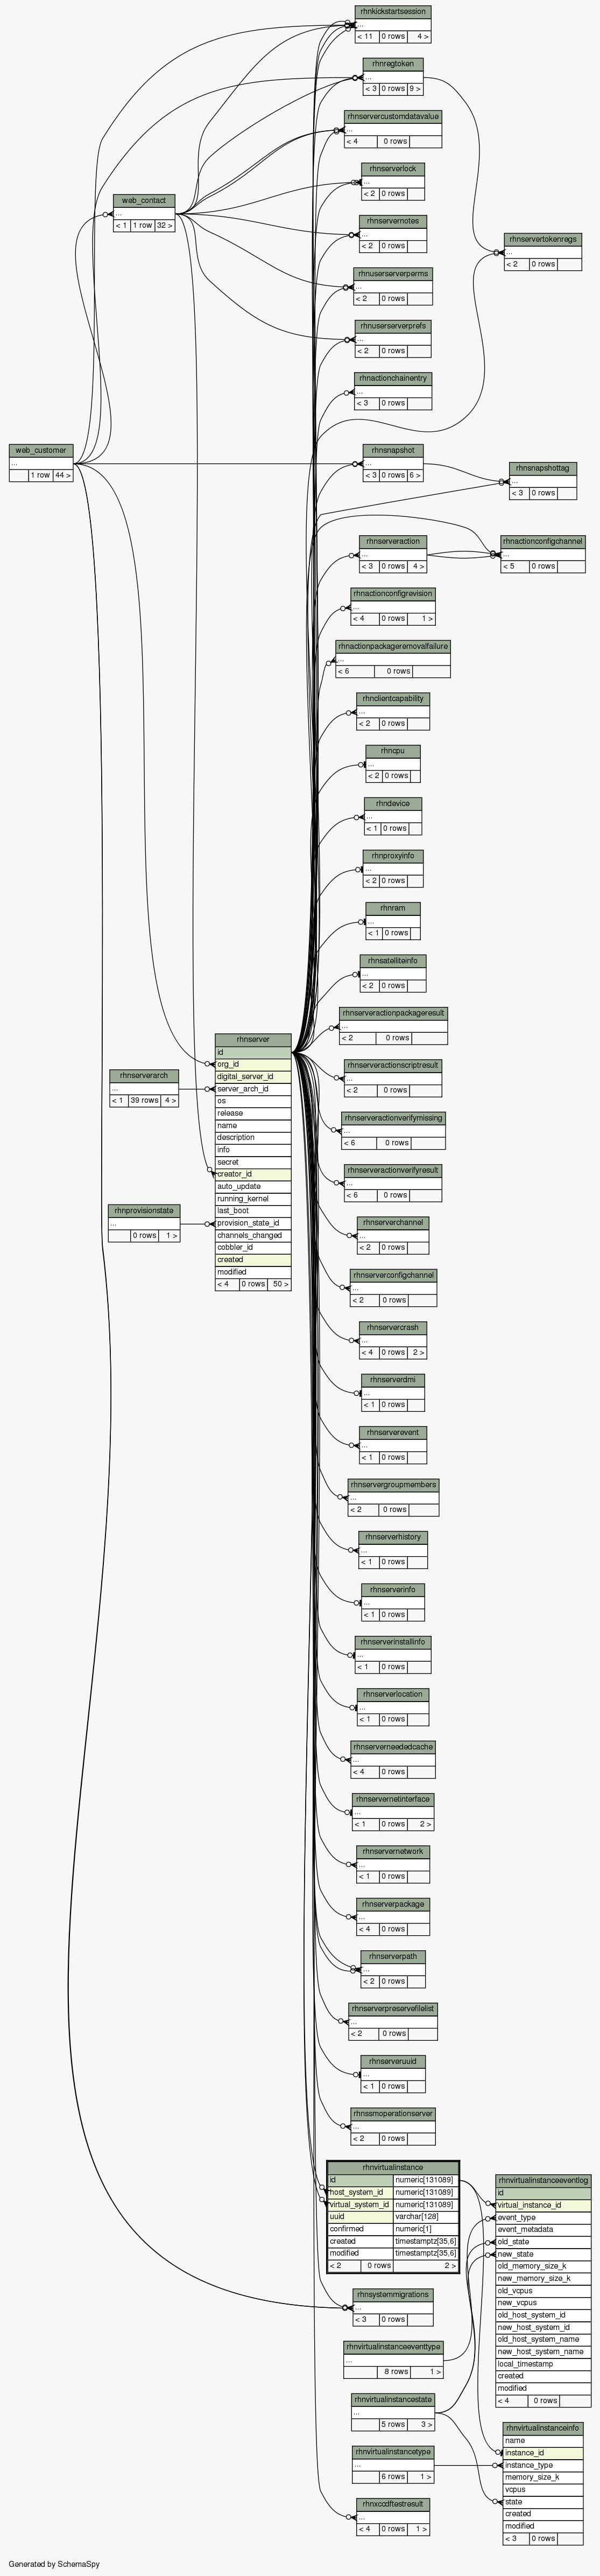 rhnkickstartsession
...
< 11 0 rows 4 >
rhnregtoken
...
< 3 0 rows 9 >
rhnservercustomdatavalue
...
< 4 0 rows
rhnserverlock
...
< 2 0 rows
web_contact
...
< 1 1 row 32 >
rhnservernotes
...
< 2 0 rows
rhnservertokenregs
...
< 2 0 rows
rhnuserserverperms
...
< 2 0 rows
rhnuserserverprefs
...
< 2 0 rows
rhnactionchainentry
...
< 3 0 rows
web_customer
...
1 row 44 >
rhnsnapshot
...
< 3 0 rows 6 >
rhnsnapshottag
...
< 3 0 rows
rhnserveraction
...
< 3 0 rows 4 >
rhnactionconfigchannel
...
< 5 0 rows
rhnactionconfigrevision
...
< 4 0 rows 1 >
rhnactionpackageremovalfailure
...
< 6 0 rows
rhnclientcapability
...
< 2 0 rows
rhncpu
...
< 2 0 rows
rhndevice
...
< 1 0 rows
rhnproxyinfo
...
< 2 0 rows
rhnram
...
< 1 0 rows
rhnsatelliteinfo
...
< 2 0 rows
rhnserveractionpackageresult
...
< 2 0 rows
rhnserver
id
org_id
digital_server_id
server_arch_id
os
release
name
description
info
secret
creator_id
auto_update
running_kernel
last_boot
provision_state_id
channels_changed
cobbler_id
created
modified
< 4 0 rows 50 >
rhnserverarch
...
< 1 39 rows 4 >
rhnprovisionstate
...
0 rows 1 >
rhnserveractionscriptresult
...
< 2 0 rows
rhnserveractionverifymissing
...
< 6 0 rows
rhnserveractionverifyresult
...
< 6 0 rows
rhnserverchannel
...
< 2 0 rows
rhnserverconfigchannel
...
< 2 0 rows
rhnservercrash
...
< 4 0 rows 2 >
rhnserverdmi
...
< 1 0 rows
rhnserverevent
...
< 1 0 rows
rhnservergroupmembers
...
< 2 0 rows
rhnserverhistory
...
< 1 0 rows
rhnserverinfo
...
< 1 0 rows
rhnserverinstallinfo
...
< 1 0 rows
rhnserverlocation
...
< 1 0 rows
rhnserverneededcache
...
< 4 0 rows
rhnservernetinterface
...
< 1 0 rows 2 >
rhnservernetwork
...
< 1 0 rows
rhnserverpackage
...
< 4 0 rows
rhnserverpath
...
< 2 0 rows
rhnserverpreservefilelist
...
< 2 0 rows
rhnserveruuid
...
< 1 0 rows
rhnssmoperationserver
...
< 2 0 rows
rhnvirtualinstance
id numeric[131089]
host_system_id numeric[131089]
virtual_system_id numeric[131089]
uuid varchar[128]
confirmed numeric[1]
created timestamptz[35,6]
modified timestamptz[35,6]
< 2 0 rows 2 >
rhnvirtualinstanceeventlog
id
virtual_instance_id
event_type
event_metadata
old_state
new_state
old_memory_size_k
new_memory_size_k
old_vcpus
new_vcpus
old_host_system_id
new_host_system_id
old_host_system_name
new_host_system_name
local_timestamp
created
modified
< 4 0 rows
rhnsystemmigrations
...
< 3 0 rows
rhnvirtualinstanceeventtype
...
8 rows 1 >
rhnvirtualinstancestate
...
5 rows 3 >
rhnvirtualinstancetype
...
6 rows 1 >
rhnvirtualinstanceinfo
name
instance_id
instance_type
memory_size_k
vcpus
state
created
modified
< 3 0 rows
rhnxccdftestresult
...
< 4 0 rows 1 >
Generated by SchemaSpy